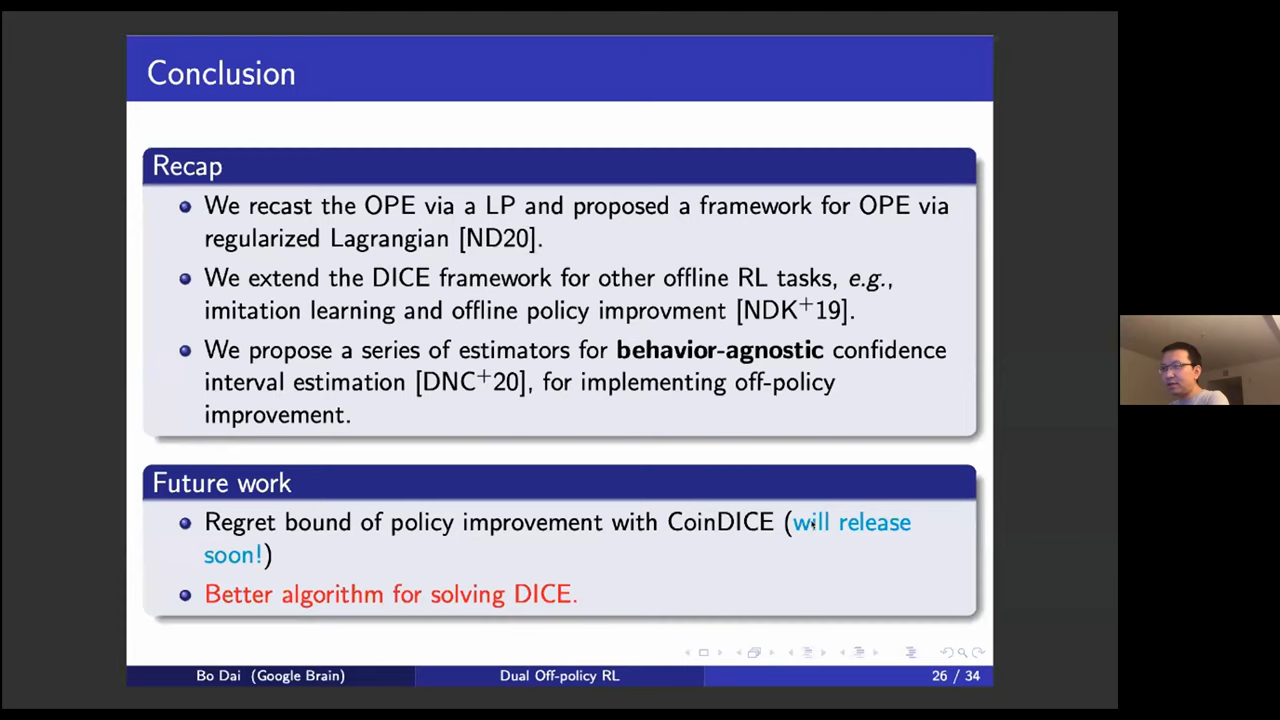 Conclusion
Recap
We recast the OPE via a LP and proposed a framework for OPE via
regularized Lagrangian [ND20].
We extend the DICE framework for other offline RL tasks, e.g.,
imitation learning and offline policy improvment [NDK+19].
We propose a series of estimators for behavior-agnostic confidence
interval estimation [DNC+20], for implementing off-policy
improvement.
Future work
Regret bound of policy improvement with CoinDICE (will release
soon!)
Better algorithm for solving DICE.
Bo Dai (Google Brain) Dual Off-policy RL 26 / 34